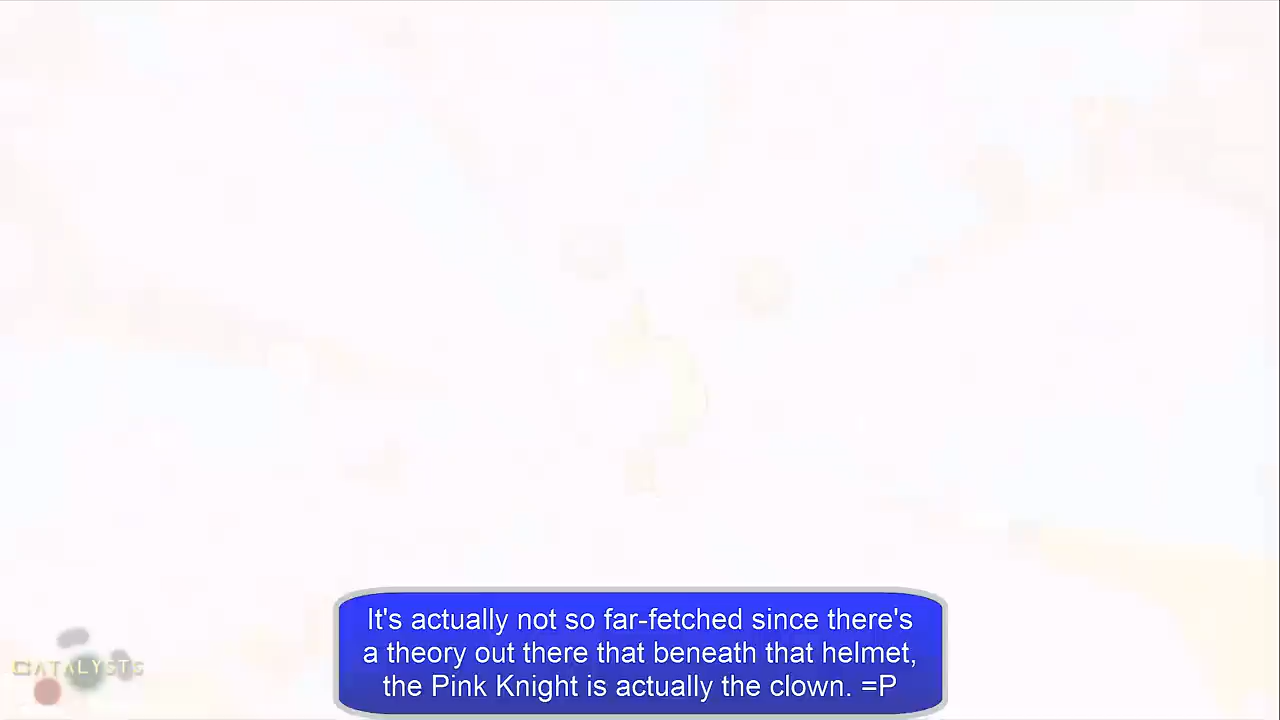 It's actually not so far-fetched since there's
a theory out there that beneath that helmet,
the Pink Knight is actually the clown. =P
CATALYSTS